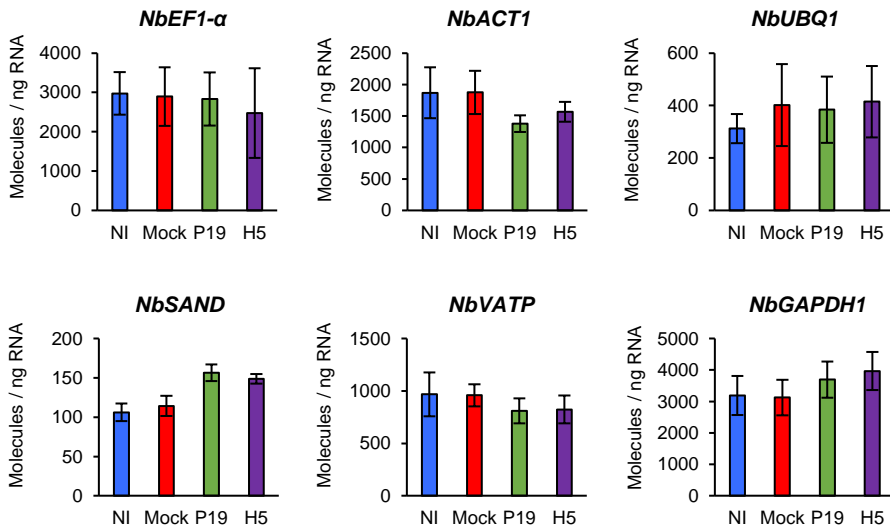 NbEF1-α
Molecules / ng RNA
4000
3000
2000
1000
0
NI Mock P19 H5
NbACT1
Molecules / ng RNA
2500
2000
1500
1000
500
0
NI Mock P19 H5
NbUBQ1
Molecules / ng RNA
600
400
200
0
NI Mock P19 H5
NbSAND
Molecules / ng RNA
200
150
100
50
0
NI Mock P19 H5
NbVATP
Molecules / ng RNA
1500
1000
500
0
NI Mock P19 H5
NbGAPDH1
Molecules / ng RNA
5000
4000
3000
2000
1000
0
NI Mock P19 H5